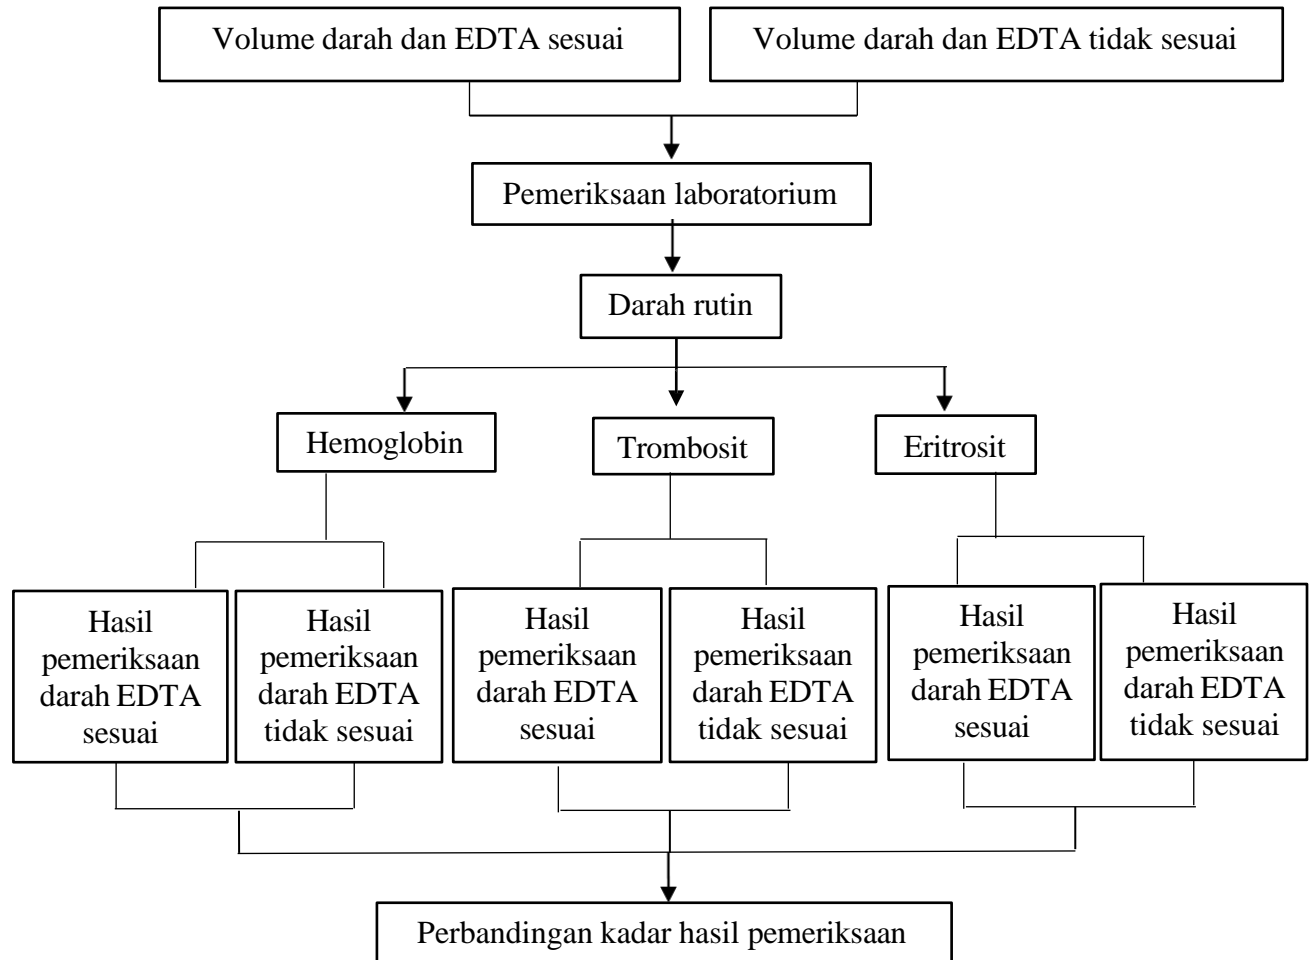 Volume darah dan EDTA sesuai
Volume darah dan EDTA tidak sesuai
Pemeriksaan laboratorium
Darah rutin
Hemoglobin
Trombosit
Eritrosit
Hasil
pemeriksaan
darah EDTA
sesuai
Hasil
pemeriksaan
darah EDTA
tidak sesuai
Hasil
pemeriksaan
darah EDTA
sesuai
Hasil
pemeriksaan
darah EDTA
tidak sesuai
Hasil
pemeriksaan
darah EDTA
sesuai
Hasil
pemeriksaan
darah EDTA
tidak sesuai
Perbandingan kadar hasil pemeriksaan